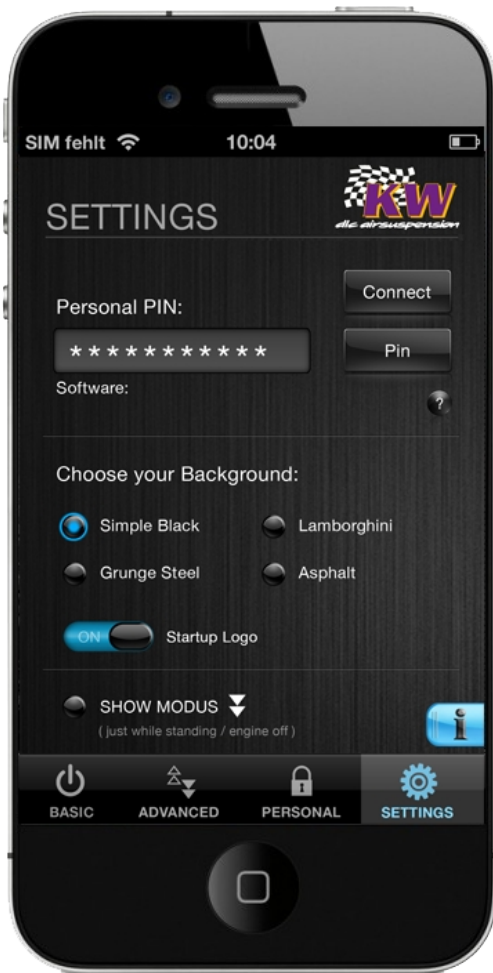 SIM fehlt 10:04
SETTINGS
KW
dlc airsuspension
Connect
Personal PIN:
* * * * * * * * * * *
Pin
Software:
?
Choose your Background:
Simple Black
Lamborghini
Grunge Steel
Asphalt
ON
Startup Logo
SHOW MODUS
( just while standing / engine off )
i
BASIC
ADVANCED
PERSONAL
SETTINGS